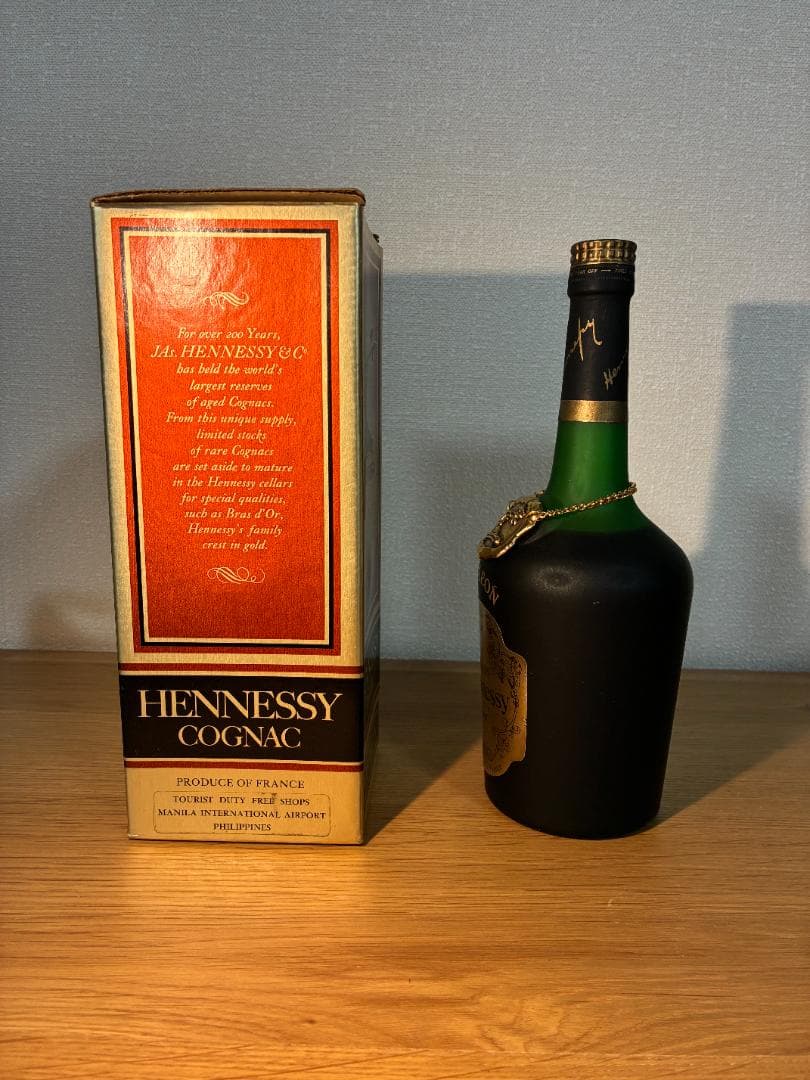 For over 200 Years,
JAs. HENNESSY & Cº
has held the world's
largest reserves
of aged Cognacs.
From this unique supply,
limited stocks
of rare Cognacs
are set aside to mature
in the Hennessy cellars
for special qualities,
such as Bras d'Or,
Hennessy's family
crest in gold.
HENNESSY
COGNAC
PRODUCE OF FRANCE
TOURIST DUTY FREE SHOPS
MANILA INTERNATIONAL AIRPORT
PHILIPPINES